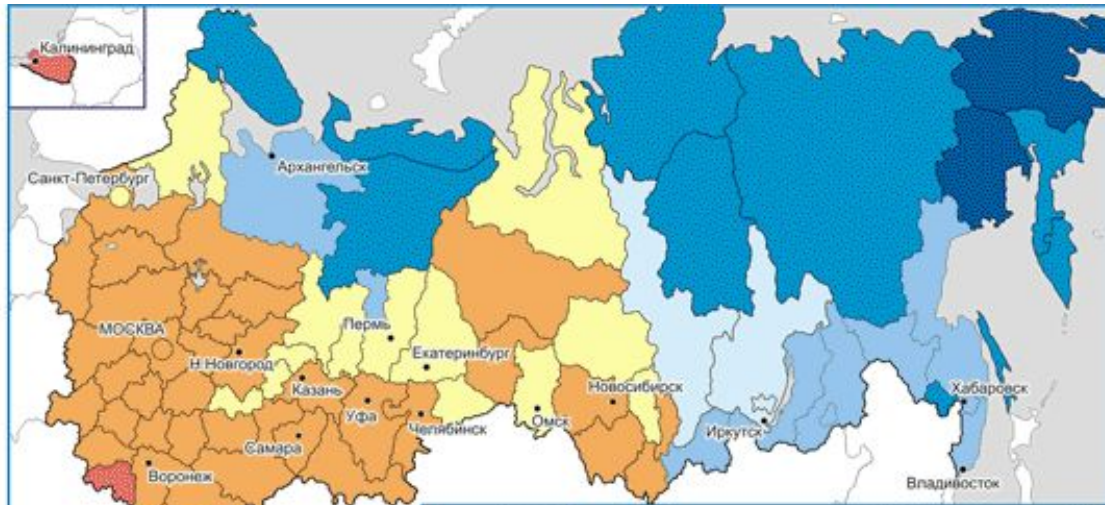 Калининград
Архангельск
Санкт-Петербург
МОСКВА
Пермь
Н.Новгород
Екатеринбург
Казань
Новосибирск
Уфа
Челябинск
Омск
Хабаровск
Самара
Иркутск
Воронеж
Владивосток